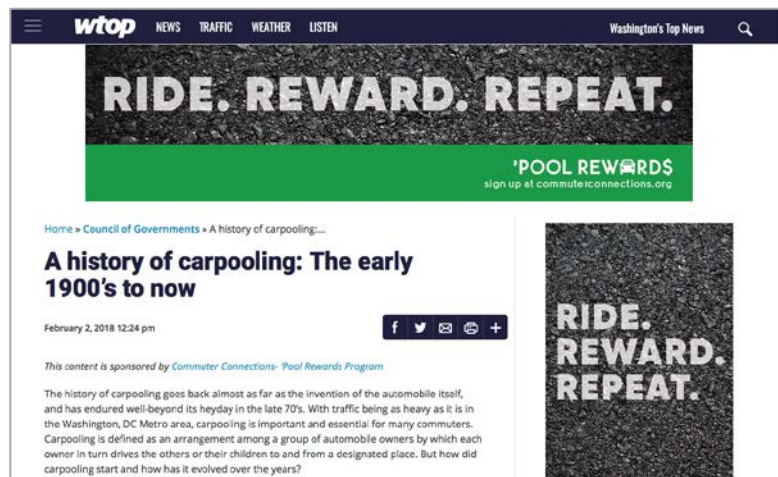 wtop NEWS TRAFFIC WEATHER LISTEN Washington's Top News
RIDE. REWARD. REPEAT.
'POOL REWARD$
sign up at commuterconnections.org
Home » Council of Governments » A history of carpooling:...
A history of carpooling: The early
1900's to now
February 2, 2018 12:24 pm
This content is sponsored by Commuter Connections- 'Pool Rewards Program
The history of carpooling goes back almost as far as the invention of the automobile itself,
and has endured well-beyond its heyday in the late 70's. With traffic being as heavy as it is in
the Washington, DC Metro area, carpooling is important and essential for many commuters.
Carpooling is defined as an arrangement among a group of automobile owners by which each
owner in turn drives the others or their children to and from a designated place. But how did
carpooling start and how has it evolved over the years?
RIDE.
REWARD.
REPEAT.